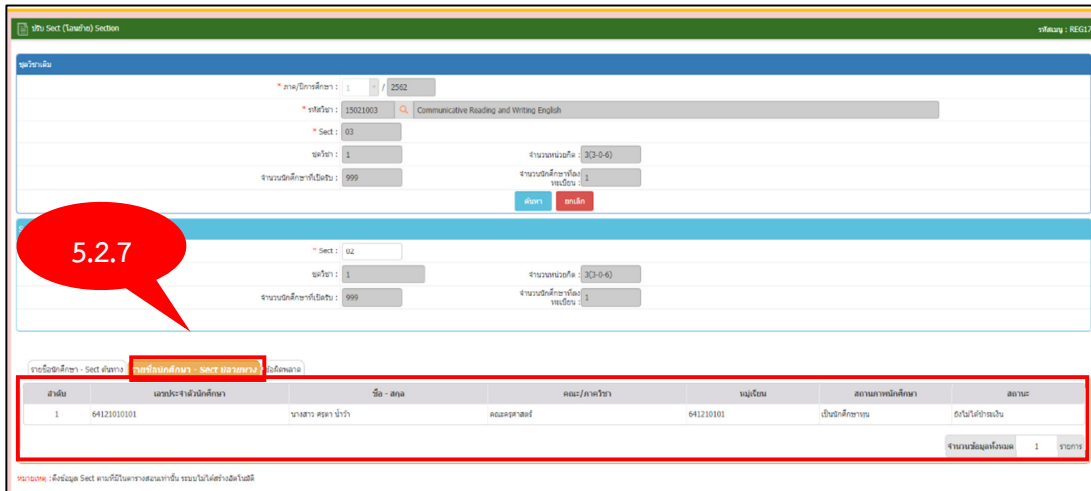 ปรับ Sect (โอนย้าย) Section รหัสเมนู : REG17
ชุดวิชาเดิม
* ภาค/ปีการศึกษา : 1 / 2562
* รหัสวิชา : 15021003 Communicative Reading and Writing English
* Sect : 03
ชุดวิชา : 1 จำนวนหน่วยกิต : 3(3-0-6)
จำนวนนักศึกษาที่เปิดรับ : 999 จำนวนนักศึกษาที่ลงทะเบียน : 1
ค้นหา ยกเลิก
5.2.7
* Sect : 02
ชุดวิชา : 1 จำนวนหน่วยกิต : 3(3-0-6)
จำนวนนักศึกษาที่เปิดรับ : 999 จำนวนนักศึกษาที่ลงทะเบียน : 1
รายชื่อนักศึกษา - Sect ต้นทาง รายชื่อนักศึกษา - Sect ปลายทาง ข้อผิดพลาด
ลำดับ เลขประจำตัวนักศึกษา ชื่อ - สกุล คณะ/ภาควิชา หมู่เรียน สถานภาพนักศึกษา สถานะ
1 64121010101 นางสาว ศรุดา น้ำว้า คณะครุศาสตร์ 641210101 เป็นนักศึกษาทุน ยังไม่ได้ชำระเงิน
จำนวนข้อมูลทั้งหมด 1 รายการ
หมายเหตุ : ดึงข้อมูล Sect ตามที่มีในตารางสอนเท่านั้น ระบบไม่ได้สร้างอัตโนมัติ